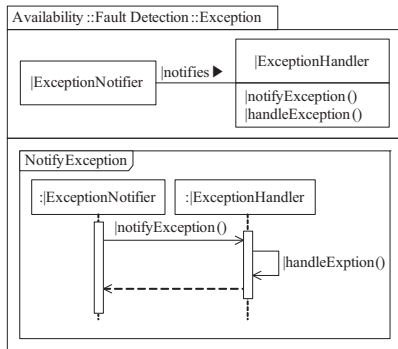 Availability ::Fault Detection ::Exception
|ExceptionNotifier
|notifies ▶
|ExceptionHandler
|notifyException()
|handleException()
NotifyException
:|ExceptionNotifier
:|ExceptionHandler
|notifyException()
|handleExption()